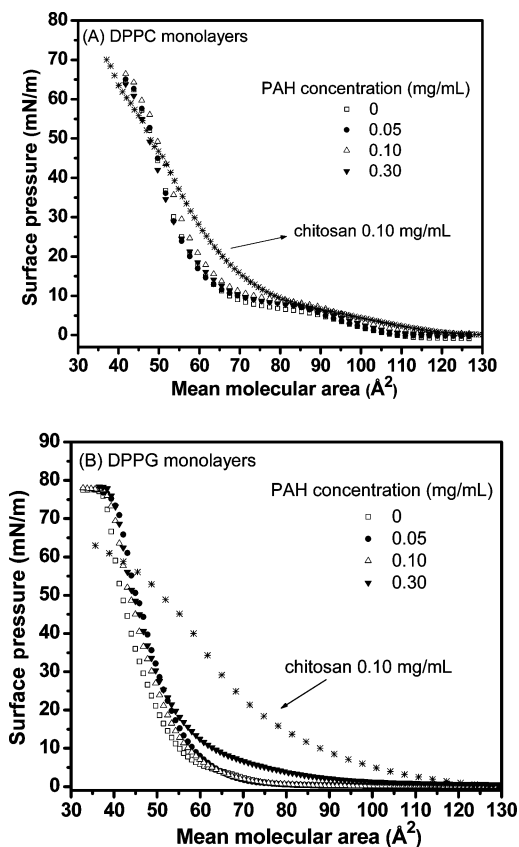 (A) DPPC monolayers
PAH concentration (mg/mL)
0
0.05
0.10
0.30
chitosan 0.10 mg/mL
Surface pressure (mN/m)
80
70
60
50
40
30
20
10
0
30 40 50 60 70 80 90 100 110 120 130
Mean molecular area (Å²)
(B) DPPG monolayers
PAH concentration (mg/mL)
0
0.05
0.10
0.30
chitosan 0.10 mg/mL
Surface pressure (mN/m)
90
80
70
60
50
40
30
20
10
0
30 40 50 60 70 80 90 100 110 120 130
Mean molecular area (Å²)